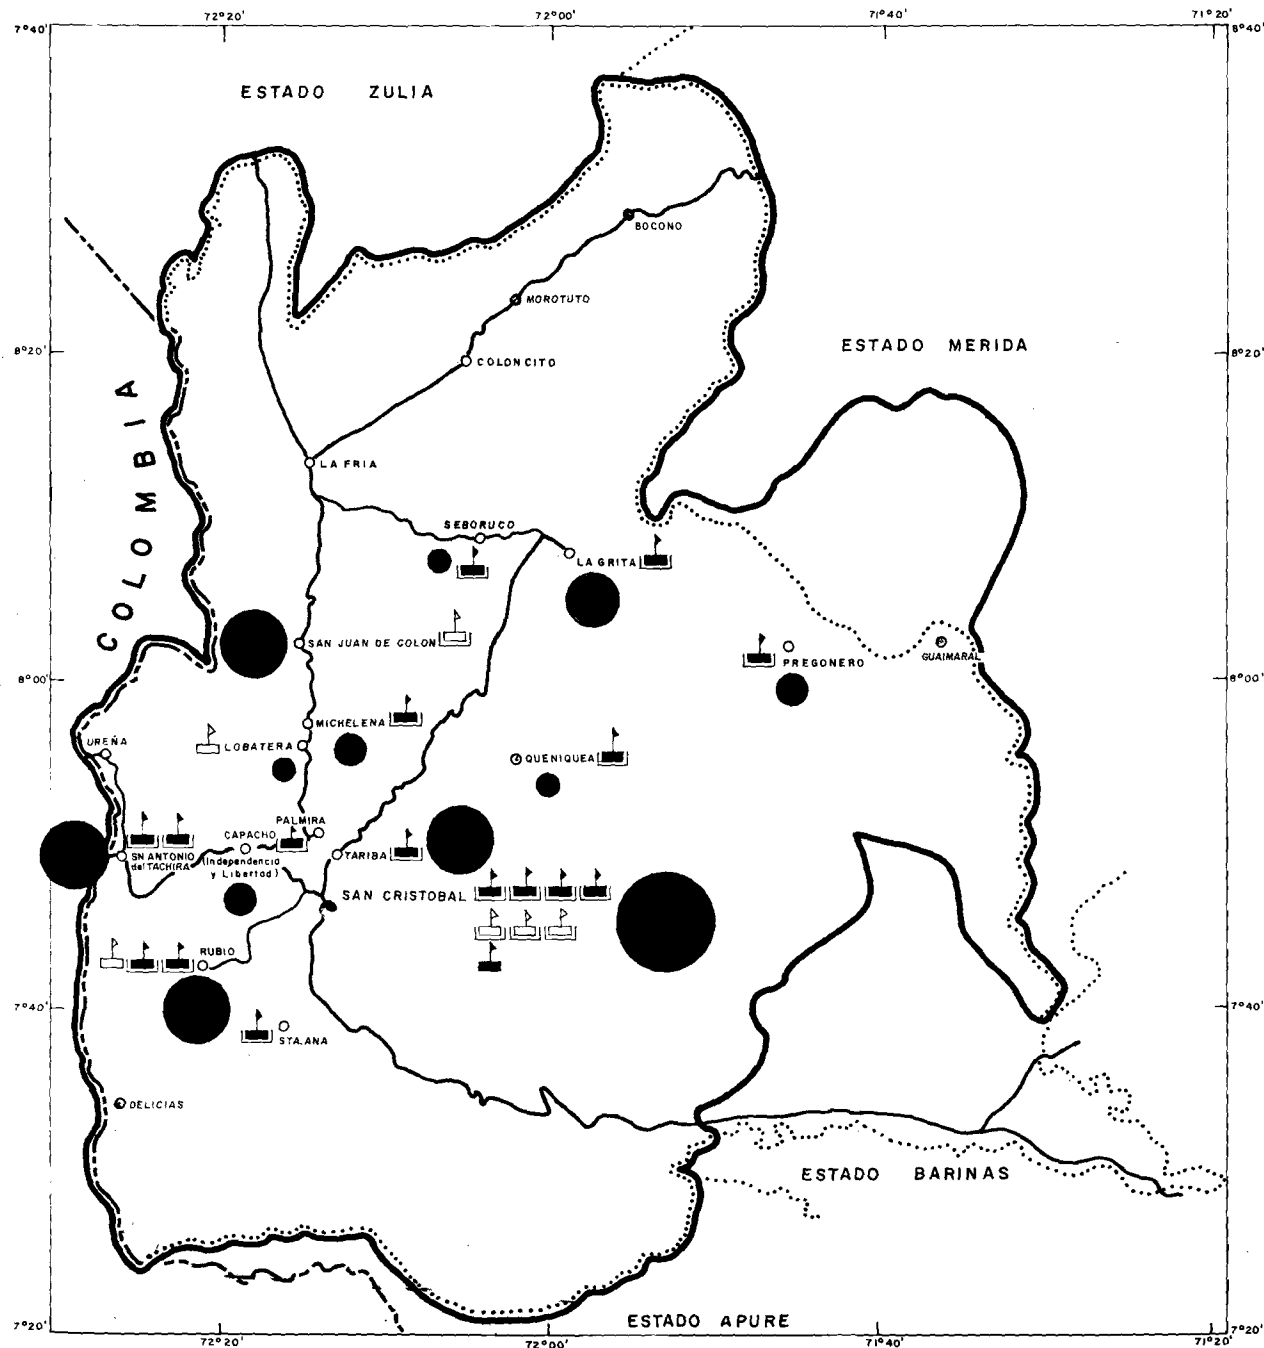 72°20'
72°00'
71°40'
71°20'
7°40'
8°40'
ESTADO ZULIA
BOCONO
MOROTUTO
8°20'
COLONCITO
ESTADO MERIDA
8°20'
COLOMBIA
LA FRIA
SEBORUCO
LA GRITA
SAN JUAN DE COLON
PREGONERO
GUAIMARAL
8°00'
8°00'
MICHELENA
UREÑA
LOBATERA
QUENIQUEA
PALMIRA
CAPACHO
(Independencia
y Libertad)
SN ANTONIO
del TACHIRA
TARIBA
SAN CRISTOBAL
RUBIO
7°40'
7°40'
STA.ANA
DELICIAS
ESTADO BARINAS
ESTADO APURE
7°20'
7°20'
72°20'
72°00'
71°40'
71°20'